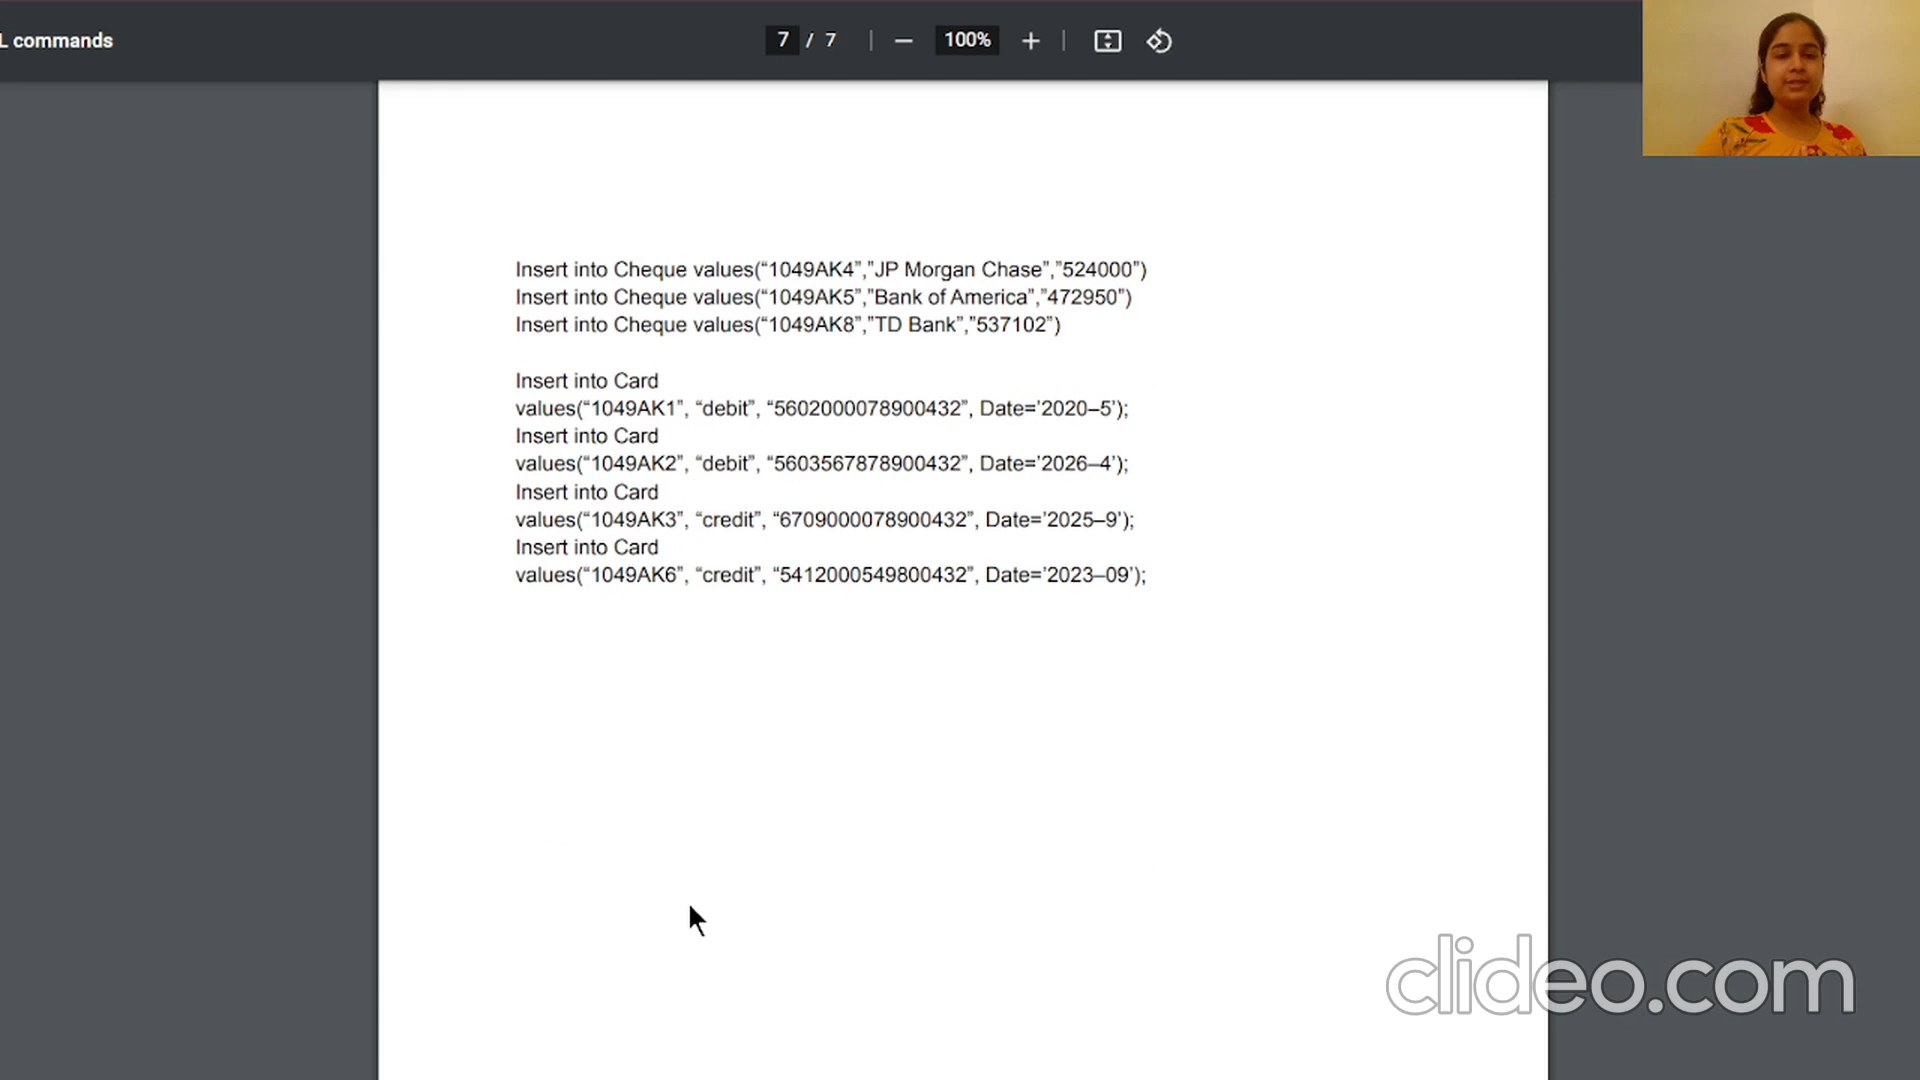 L commands
7 / 7 | − 100% + |
Insert into Cheque values(“1049AK4”,”JP Morgan Chase”,”524000”)
Insert into Cheque values(“1049AK5”,”Bank of America”,”472950”)
Insert into Cheque values(“1049AK8”,”TD Bank”,”537102”)
Insert into Card
values(“1049AK1”, “debit”, “5602000078900432”, Date=’2020–5’);
Insert into Card
values(“1049AK2”, “debit”, “5603567878900432”, Date=’2026–4’);
Insert into Card
values(“1049AK3”, “credit”, “6709000078900432”, Date=’2025–9’);
Insert into Card
values(“1049AK6”, “credit”, “5412000549800432”, Date=’2023–09’);
clideo.com